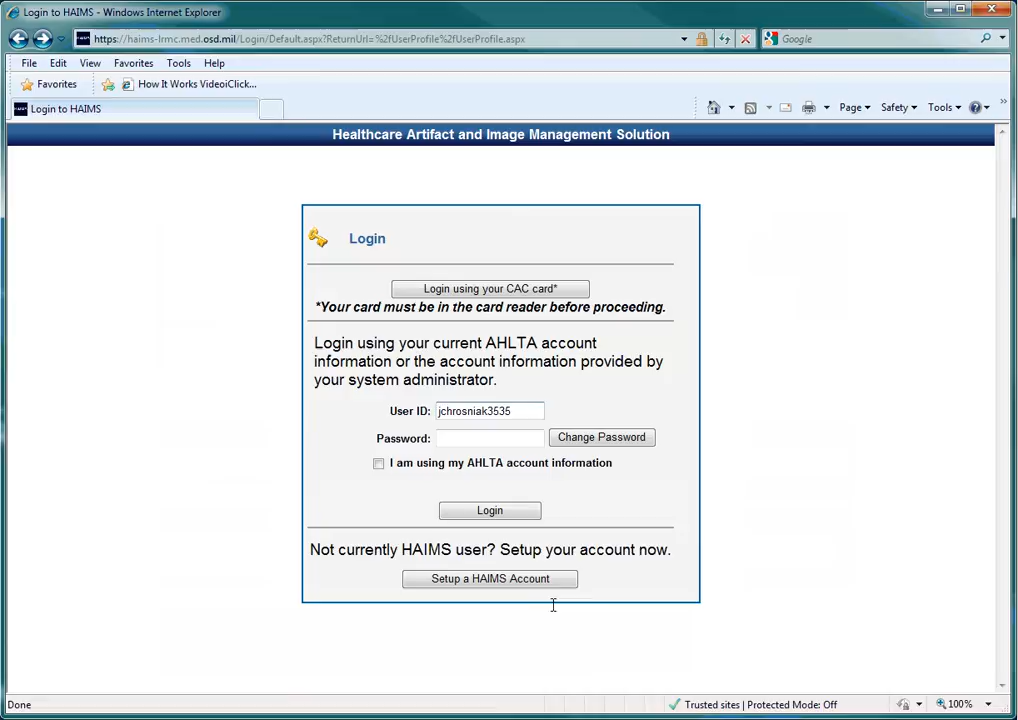 Login to HAIMS - Windows Internet Explorer
https://haims-lrmc.med.osd.mil/Login/Default.aspx?ReturnUrl=%2fUserProfile%2fUserProfile.aspx
Google
File Edit View Favorites Tools Help
Favorites How It Works VideoiClick...
Login to HAIMS
Page Safety Tools
Healthcare Artifact and Image Management Solution
Login
Login using your CAC card*
*Your card must be in the card reader before proceeding.
Login using your current AHLTA account
information or the account information provided by
your system administrator.
User ID: jchrosniak3535
Password: Change Password
I am using my AHLTA account information
Login
Not currently HAIMS user? Setup your account now.
Setup a HAIMS Account
Done Trusted sites | Protected Mode: Off 100%